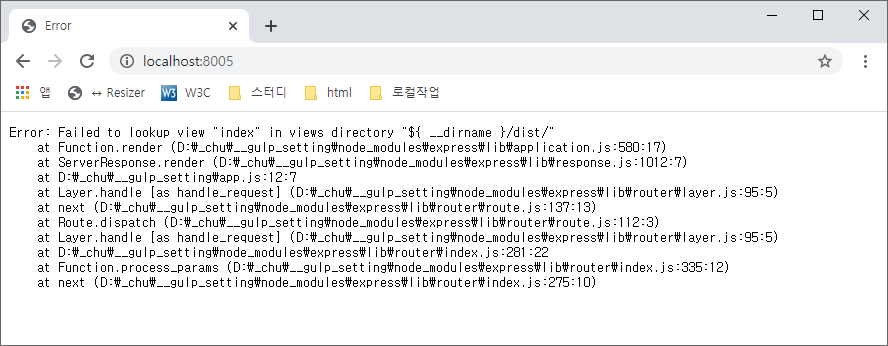 Error
localhost:8005
앱
↔ Resizer
W3C
스터디
html
로컬작업
Error: Failed to lookup view "index" in views directory "${ __dirname }/dist/"
at Function.render (D:₩_chu₩__gulp_setting₩node_modules₩express₩lib₩application.js:580:17)
at ServerResponse.render (D:₩_chu₩__gulp_setting₩node_modules₩express₩lib₩response.js:1012:7)
at D:₩_chu₩__gulp_setting₩app.js:12:7
at Layer.handle [as handle_request] (D:₩_chu₩__gulp_setting₩node_modules₩express₩lib₩router₩layer.js:95:5)
at next (D:₩_chu₩__gulp_setting₩node_modules₩express₩lib₩router₩route.js:137:13)
at Route.dispatch (D:₩_chu₩__gulp_setting₩node_modules₩express₩lib₩router₩route.js:112:3)
at Layer.handle [as handle_request] (D:₩_chu₩__gulp_setting₩node_modules₩express₩lib₩router₩layer.js:95:5)
at D:₩_chu₩__gulp_setting₩node_modules₩express₩lib₩router₩index.js:281:22
at Function.process_params (D:₩_chu₩__gulp_setting₩node_modules₩express₩lib₩router₩index.js:335:12)
at next (D:₩_chu₩__gulp_setting₩node_modules₩express₩lib₩router₩index.js:275:10)